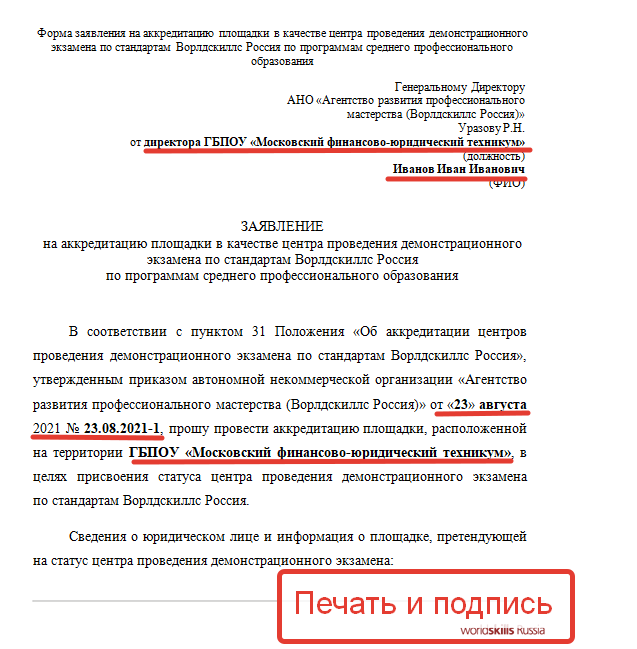 Форма заявления на аккредитацию площадки в качестве центра проведения демонстрационного
экзамена по стандартам Ворлдскиллс Россия по программам среднего профессионального
образования
Генеральному Директору
АНО «Агентство развития профессионального
мастерства (Ворлдскиллс Россия)»
Уразову Р.Н.
от директора ГБПОУ «Московский финансово-юридический техникум»
(должность)
Иванов Иван Иванович
(ФИО)
ЗАЯВЛЕНИЕ
на аккредитацию площадки в качестве центра проведения демонстрационного
экзамена по стандартам Ворлдскиллс Россия
по программам среднего профессионального образования
В соответствии с пунктом 31 Положения «Об аккредитации центров
проведения демонстрационного экзамена по стандартам Ворлдскиллс Россия»,
утвержденным приказом автономной некоммерческой организации «Агентство
развития профессионального мастерства (Ворлдскиллс Россия)» от «23» августа
2021 № 23.08.2021-1, прошу провести аккредитацию площадки, расположенной
на территории ГБПОУ «Московский финансово-юридический техникум», в
целях присвоения статуса центра проведения демонстрационного экзамена
по стандартам Ворлдскиллс Россия.
Сведения о юридическом лице и информация о площадке, претендующей
на статус центра проведения демонстрационного экзамена:
Печать и подпись
worldskills Russia